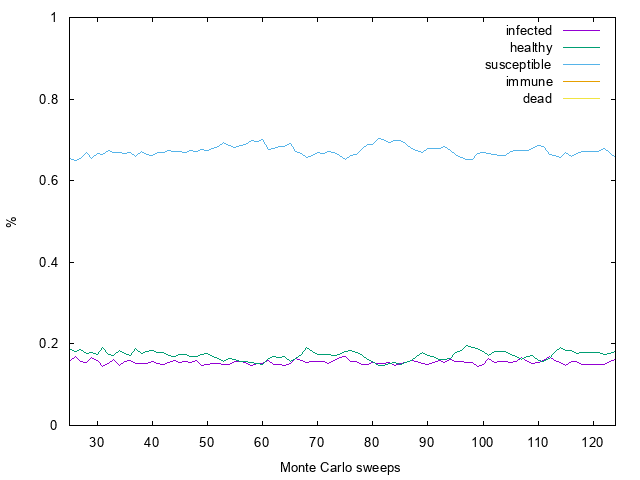 1
infected
healthy
susceptible
immune
dead
0.8
0.6
%
0.4
0.2
0
30 40 50 60 70 80 90 100 110 120
Monte Carlo sweeps